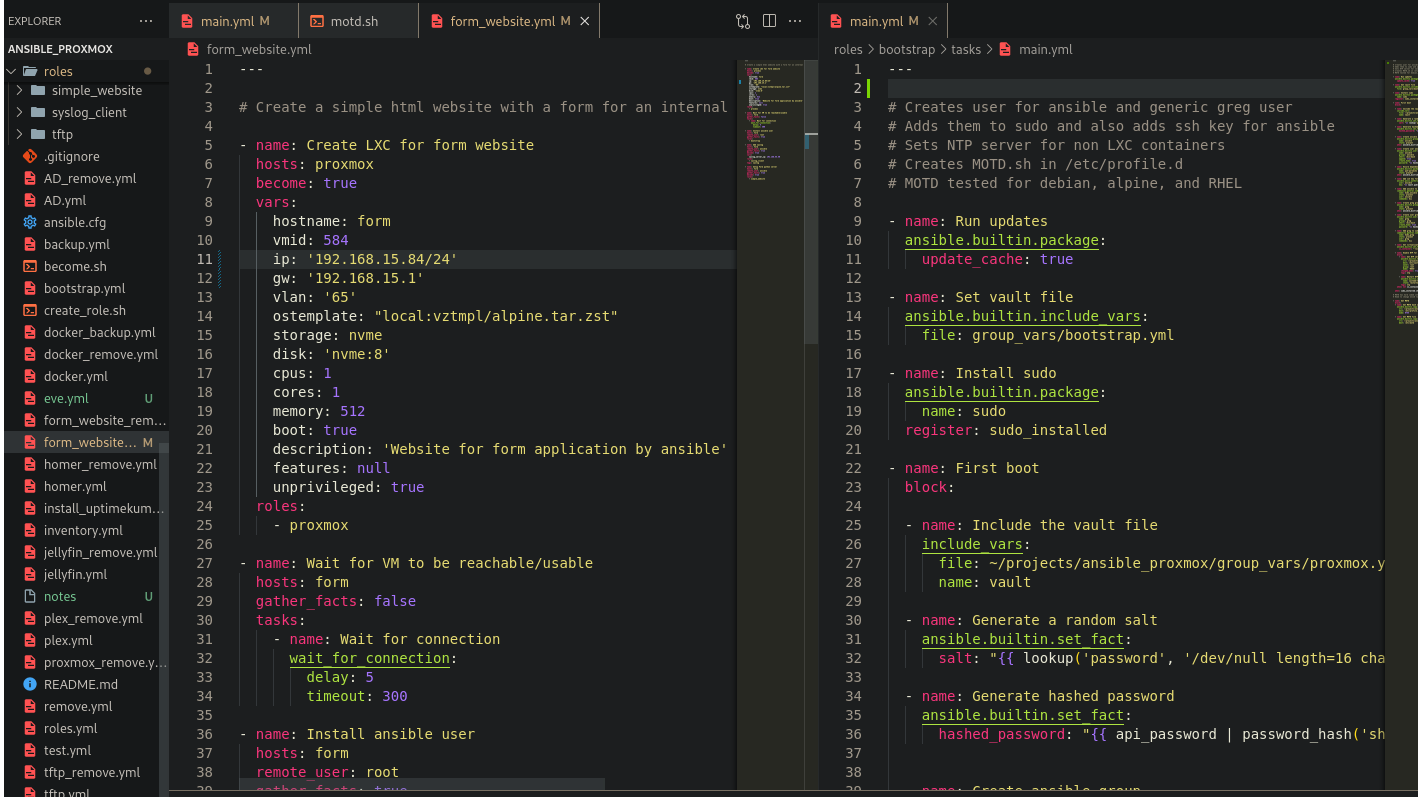 EXPLORER
ANSIBLE_PROXMOX
roles
simple_website
syslog_client
tftp
.gitignore
AD_remove.yml
AD.yml
ansible.cfg
backup.yml
become.sh
bootstrap.yml
create_role.sh
docker_backup.yml
docker_remove.yml
docker.yml
eve.yml U
form_website_rem...
form_website... M
homer_remove.yml
homer.yml
install_uptimekum...
inventory.yml
jellyfin_remove.yml
jellyfin.yml
notes U
plex_remove.yml
plex.yml
proxmox_remove.y...
README.md
remove.yml
roles.yml
test.yml
tftp_remove.yml
tftp.yml
main.yml M
motd.sh
form_website.yml M
form_website.yml
1 ---
2
3 # Create a simple html website with a form for an internal
4
5 - name: Create LXC for form website
6 hosts: proxmox
7 become: true
8 vars:
9 hostname: form
10 vmid: 584
11 ip: '192.168.15.84/24'
12 gw: '192.168.15.1'
13 vlan: '65'
14 ostemplate: "local:vztmpl/alpine.tar.zst"
15 storage: nvme
16 disk: 'nvme:8'
17 cpus: 1
18 cores: 1
19 memory: 512
20 boot: true
21 description: 'Website for form application by ansible'
22 features: null
23 unprivileged: true
24 roles:
25 - proxmox
26
27 - name: Wait for VM to be reachable/usable
28 hosts: form
29 gather_facts: false
30 tasks:
31 - name: Wait for connection
32 wait_for_connection:
33 delay: 5
34 timeout: 300
35
36 - name: Install ansible user
37 hosts: form
38 remote_user: root
39 gather_facts: true
main.yml M
roles > bootstrap > tasks > main.yml
1 ---
2
3 # Creates user for ansible and generic greg user
4 # Adds them to sudo and also adds ssh key for ansible
5 # Sets NTP server for non LXC containers
6 # Creates MOTD.sh in /etc/profile.d
7 # MOTD tested for debian, alpine, and RHEL
8
9 - name: Run updates
10 ansible.builtin.package:
11 update_cache: true
12
13 - name: Set vault file
14 ansible.builtin.include_vars:
15 file: group_vars/bootstrap.yml
16
17 - name: Install sudo
18 ansible.builtin.package:
19 name: sudo
20 register: sudo_installed
21
22 - name: First boot
23 block:
24
25 - name: Include the vault file
26 include_vars:
27 file: ~/projects/ansible_proxmox/group_vars/proxmox.y
28 name: vault
29
30 - name: Generate a random salt
31 ansible.builtin.set_fact:
32 salt: "{{ lookup('password', '/dev/null length=16 cha
33
34 - name: Generate hashed password
35 ansible.builtin.set_fact:
36 hashed_password: "{{ api_password | password_hash('sh
37
38
39 - name: Create ansible group